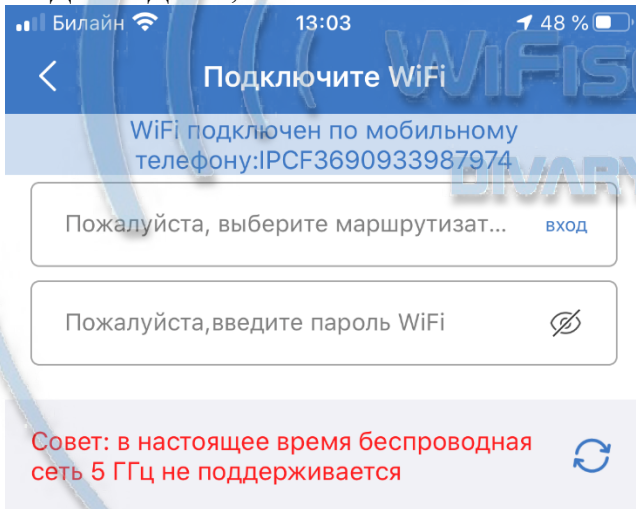 Билайн 13:03 48 %
Подключите WiFi
WiFi подключен по мобильному
телефону:IPCF3690933987974
Пожалуйста, выберите маршрутизат... вход
Пожалуйста,введите пароль WiFi
Совет: в настоящее время беспроводная
сеть 5 ГГц не поддерживается